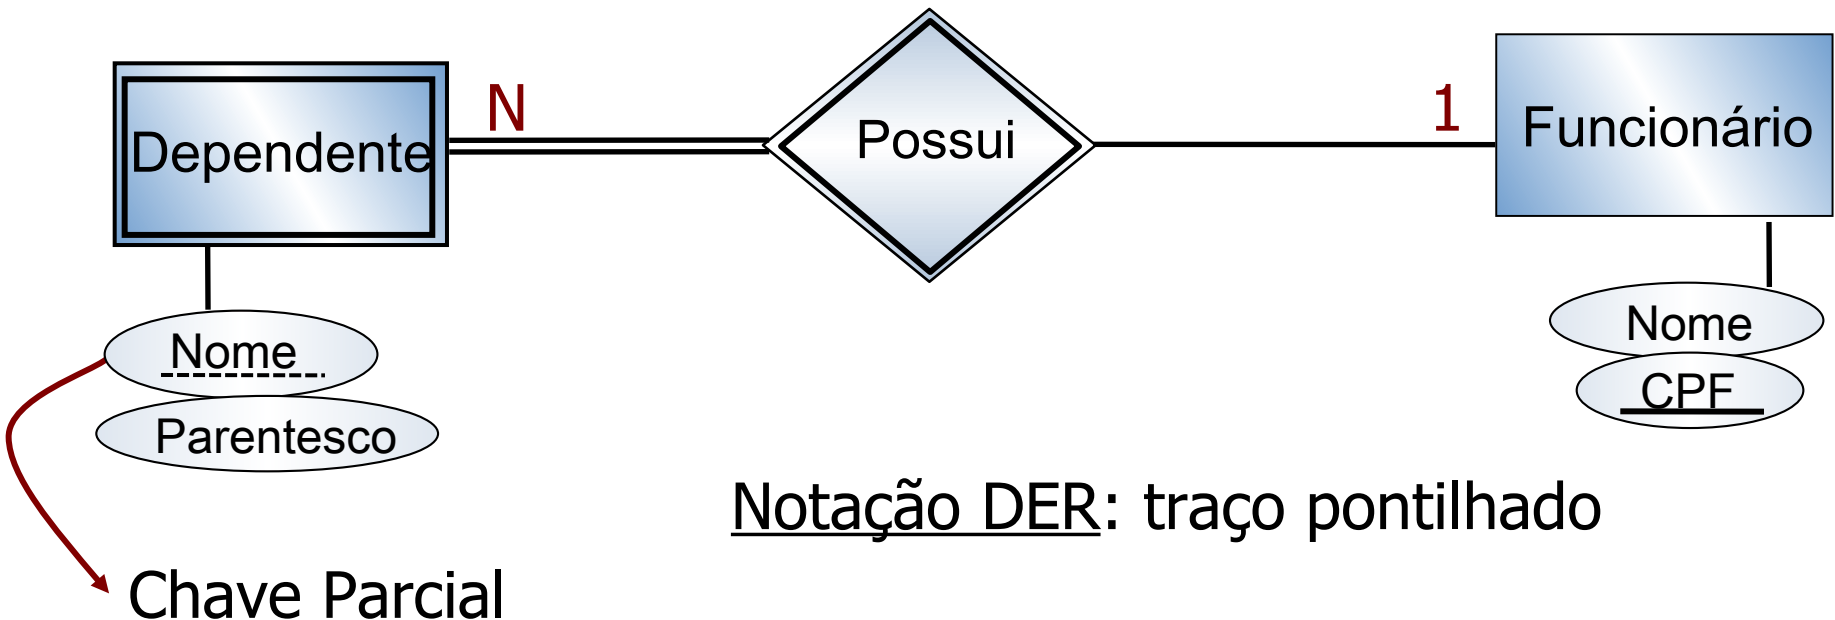 Dependente
N
Possui
1
Funcionário
Nome
Parentesco
Nome
CPF
Notação DER: traço pontilhado
Chave Parcial